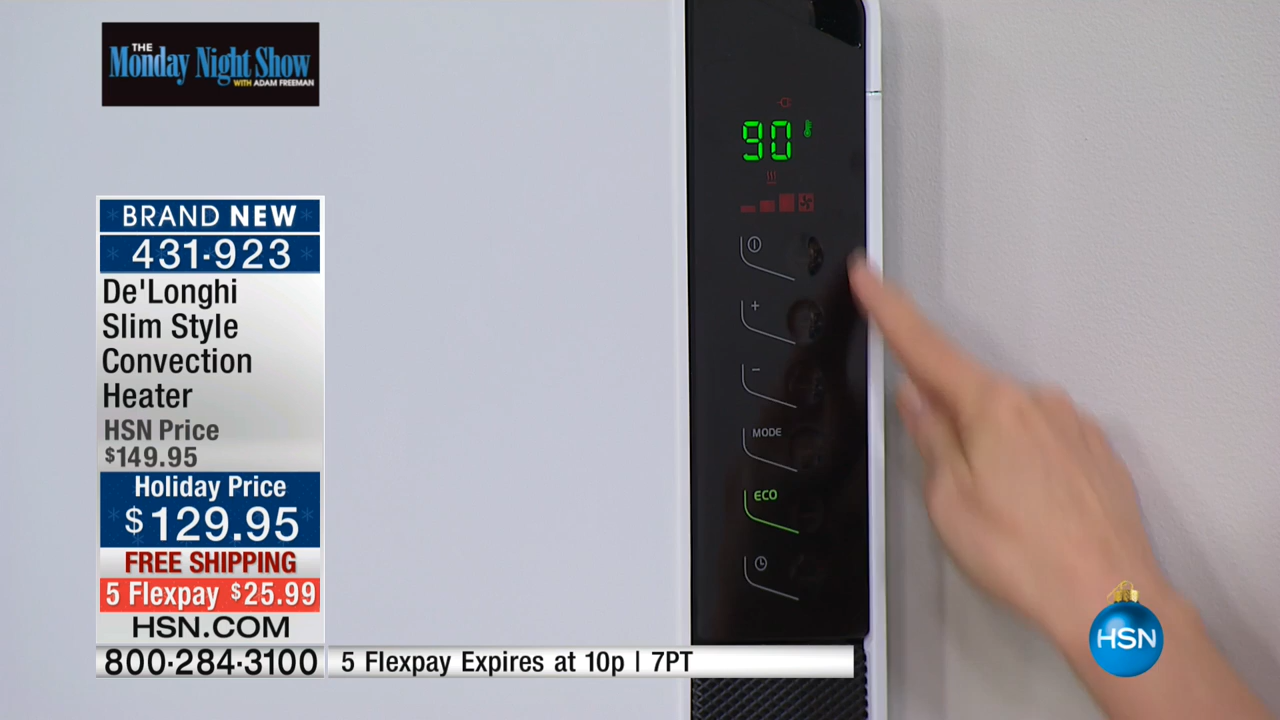 THE
Monday Night Show
WITH ADAM FREEMAN
BRAND NEW
431-923
De'Longhi
Slim Style
Convection
Heater
HSN Price
$149.95
Holiday Price
$129.95
FREE SHIPPING
5 Flexpay $25.99
HSN.COM
800-284-3100
5 Flexpay Expires at 10p | 7PT
90
+
-
MODE
ECO
HSN